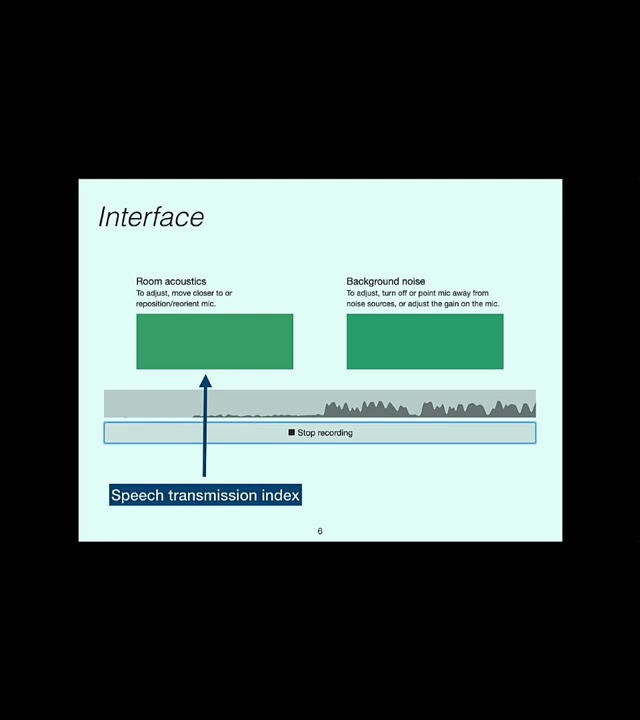 Interface
Room acoustics
To adjust, move closer to or
reposition/reorient mic.
Background noise
To adjust, turn off or point mic away from
noise sources, or adjust the gain on the mic.
Stop recording
Speech transmission index
6